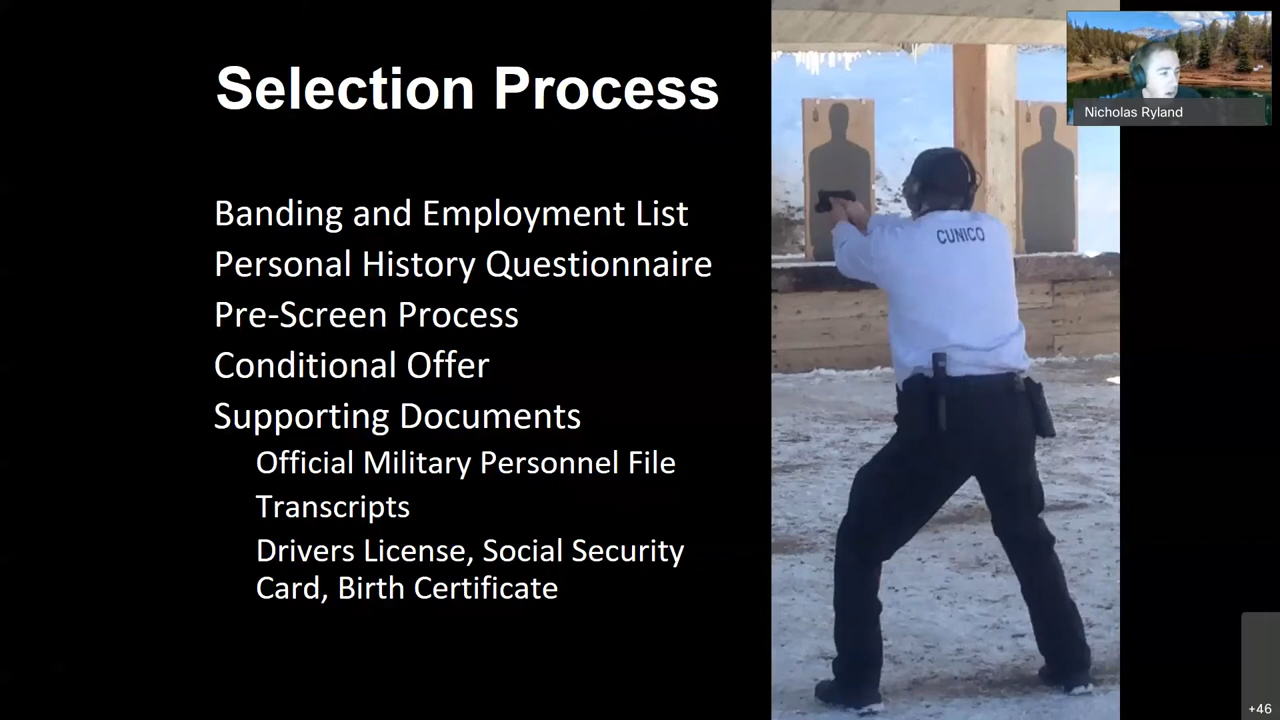 Selection Process
Banding and Employment List
Personal History Questionnaire
Pre-Screen Process
Conditional Offer
Supporting Documents
Official Military Personnel File
Transcripts
Drivers License, Social Security
Card, Birth Certificate
CUNICO
Nicholas Ryland
+46